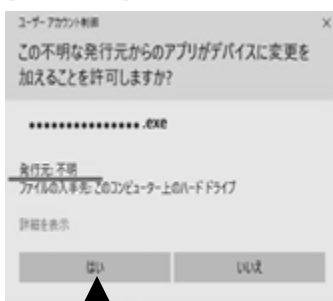 ユーザー アカウント制御
×
この不明な発行元からのアプリがデバイスに変更を
加えることを許可しますか?
●●●●●●●●●●●●●●●.exe
発行元: 不明
ファイルの入手先: このコンピューター上のハード ドライブ
詳細を表示
はい
いいえ